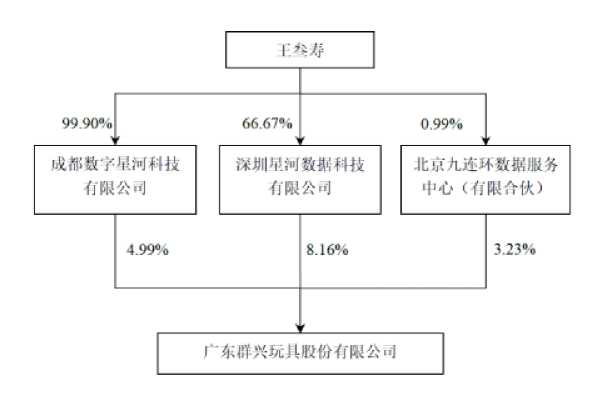 王叁寿
99.90%
66.67%
0.99%
成都数字星河科技
有限公司
深圳星河数据科技
有限公司
北京九连环数据服务
中心（有限合伙）
4.99%
8.16%
3.23%
广东群兴玩具股份有限公司